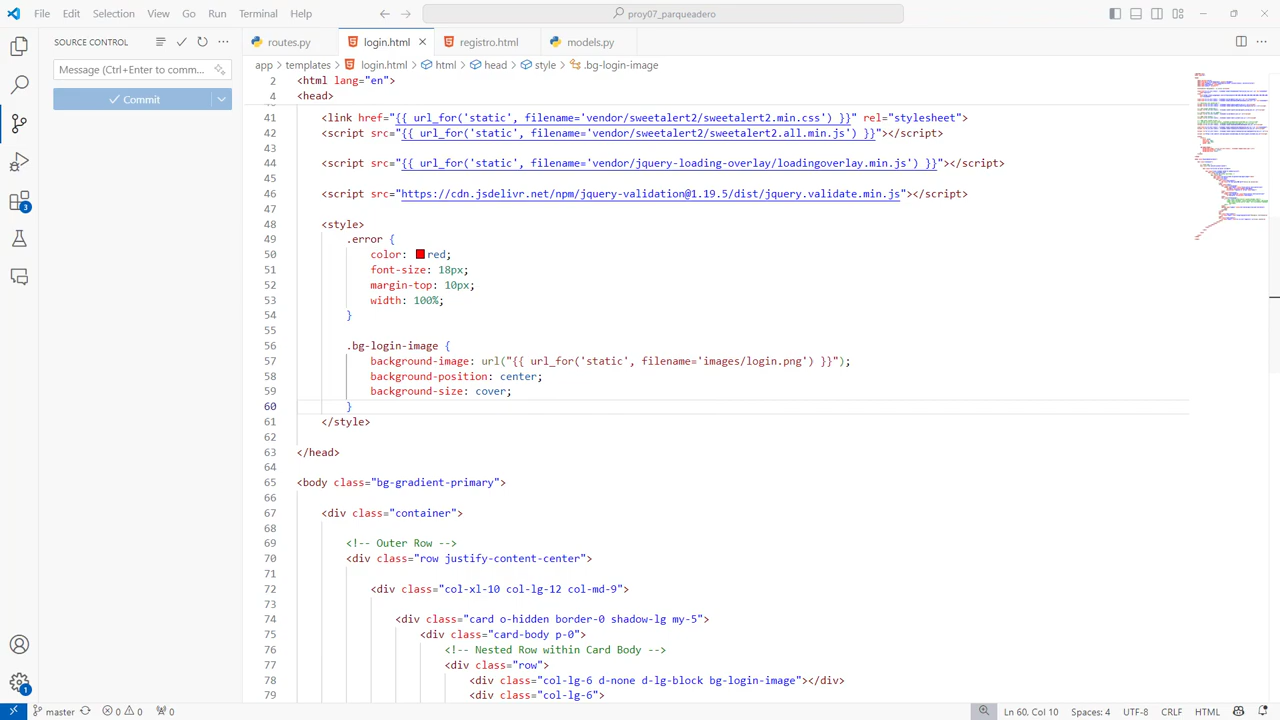 File Edit Selection View Go Run Terminal Help
proy07_parqueadero
SOURCE CONTROL
routes.py login.html registro.html models.py
app > templates > login.html > html > head > style > .bg-login-image
Message (Ctrl+Enter to comm...
Commit
2 <html lang="en">
4 <head>
41 <link href="{{ url_for('static', filename='vendor/sweetalert2/sweetalert2.min.css') }}" rel="stylesheet">
42 <script src="{{ url_for('static', filename='vendor/sweetalert2/sweetalert2.min.js') }}"></script>
43
44 <script src="{{ url_for('static', filename='vendor/jquery-loading-overlay/loadingoverlay.min.js') }}"></script>
45
46 <script src="https://cdn.jsdelivr.net/npm/jquery-validation@1.19.5/dist/jquery.validate.min.js"></script>
47
48 <style>
49 .error {
50 color: red;
51 font-size: 18px;
52 margin-top: 10px;
53 width: 100%;
54 }
55
56 .bg-login-image {
57 background-image: url("{{ url_for('static', filename='images/login.png') }}");
58 background-position: center;
59 background-size: cover;
60 }
61 </style>
62
63 </head>
64
65 <body class="bg-gradient-primary">
66
67 <div class="container">
68
69 <!-- Outer Row -->
70 <div class="row justify-content-center">
71
72 <div class="col-xl-10 col-lg-12 col-md-9">
73
74 <div class="card o-hidden border-0 shadow-lg my-5">
75 <div class="card-body p-0">
76 <!-- Nested Row within Card Body -->
77 <div class="row">
78 <div class="col-lg-6 d-none d-lg-block bg-login-image"></div>
79 <div class="col-lg-6">
3
1
master 0 0 0 Ln 60, Col 10 Spaces: 4 UTF-8 CRLF HTML